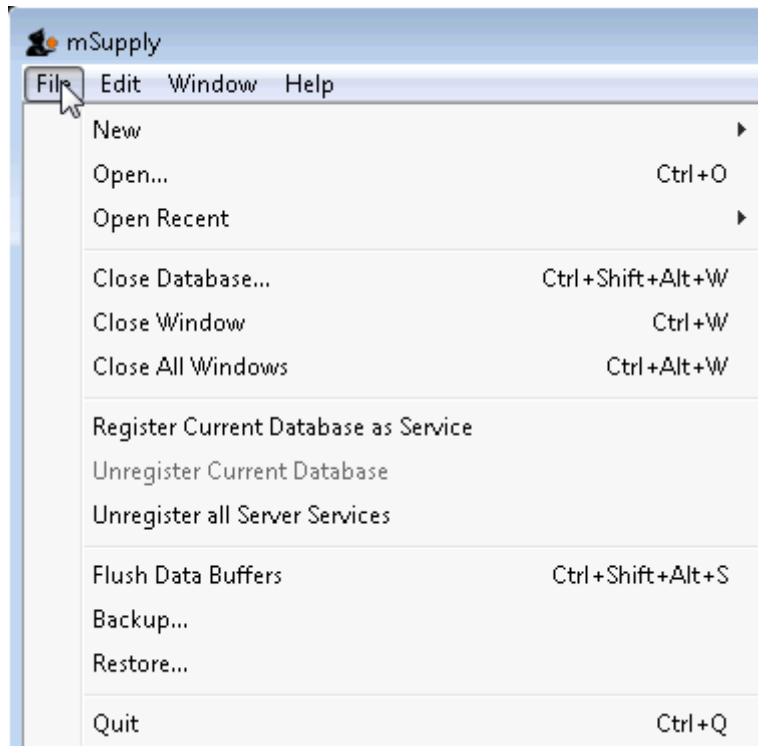 mSupply
File Edit Window Help
New
Open... Ctrl+O
Open Recent
Close Database... Ctrl+Shift+Alt+W
Close Window Ctrl+W
Close All Windows Ctrl+Alt+W
Register Current Database as Service
Unregister Current Database
Unregister all Server Services
Flush Data Buffers Ctrl+Shift+Alt+S
Backup...
Restore...
Quit Ctrl+Q